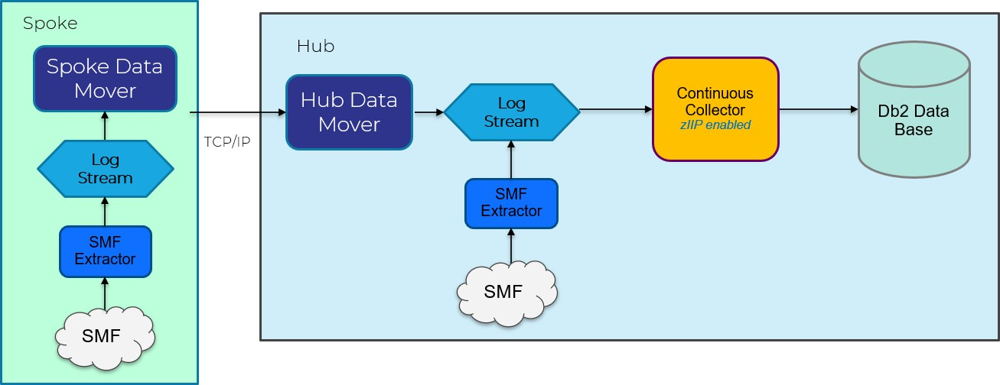 Spoke
Spoke Data
Mover
Log
Stream
SMF
Extractor
SMF
TCP/IP
Hub
Hub Data
Mover
Log
Stream
SMF
Extractor
SMF
Continuous
Collector
zIIP enabled
Db2 Data
Base